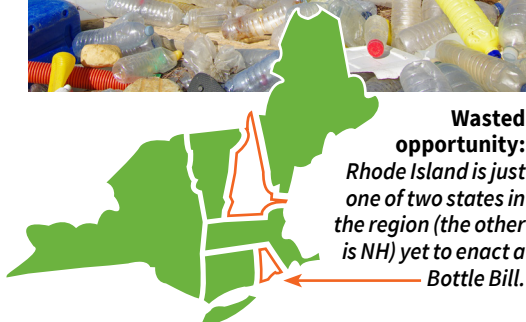 Wasted
opportunity:
Rhode Island is just
one of two states in
the region (the other
is NH) yet to enact a
Bottle Bill.